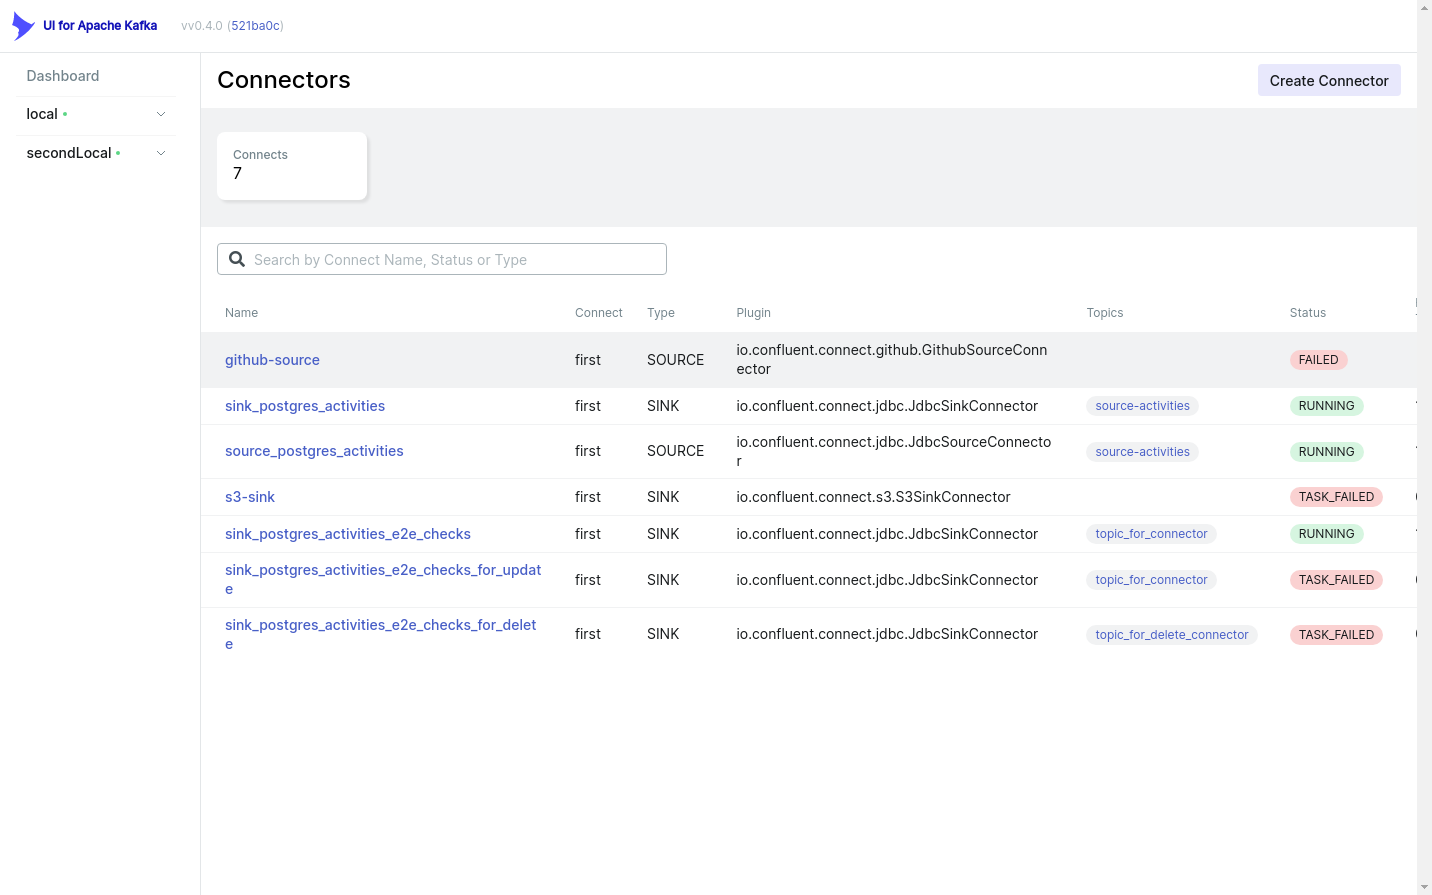 UI for Apache Kafka vv0.4.0 (521ba0c)
Dashboard
local
secondLocal
Connectors
Create Connector
Connects
7
Search by Connect Name, Status or Type
Name Connect Type Plugin Topics Status
github-source first SOURCE io.confluent.connect.github.GithubSourceConn
ector FAILED
sink_postgres_activities first SINK io.confluent.connect.jdbc.JdbcSinkConnector source-activities RUNNING
source_postgres_activities first SOURCE io.confluent.connect.jdbc.JdbcSourceConnecto
r source-activities RUNNING
s3-sink first SINK io.confluent.connect.s3.S3SinkConnector TASK_FAILED
sink_postgres_activities_e2e_checks first SINK io.confluent.connect.jdbc.JdbcSinkConnector topic_for_connector RUNNING
sink_postgres_activities_e2e_checks_for_updat
e first SINK io.confluent.connect.jdbc.JdbcSinkConnector topic_for_connector TASK_FAILED
sink_postgres_activities_e2e_checks_for_delet
e first SINK io.confluent.connect.jdbc.JdbcSinkConnector topic_for_delete_connector TASK_FAILED